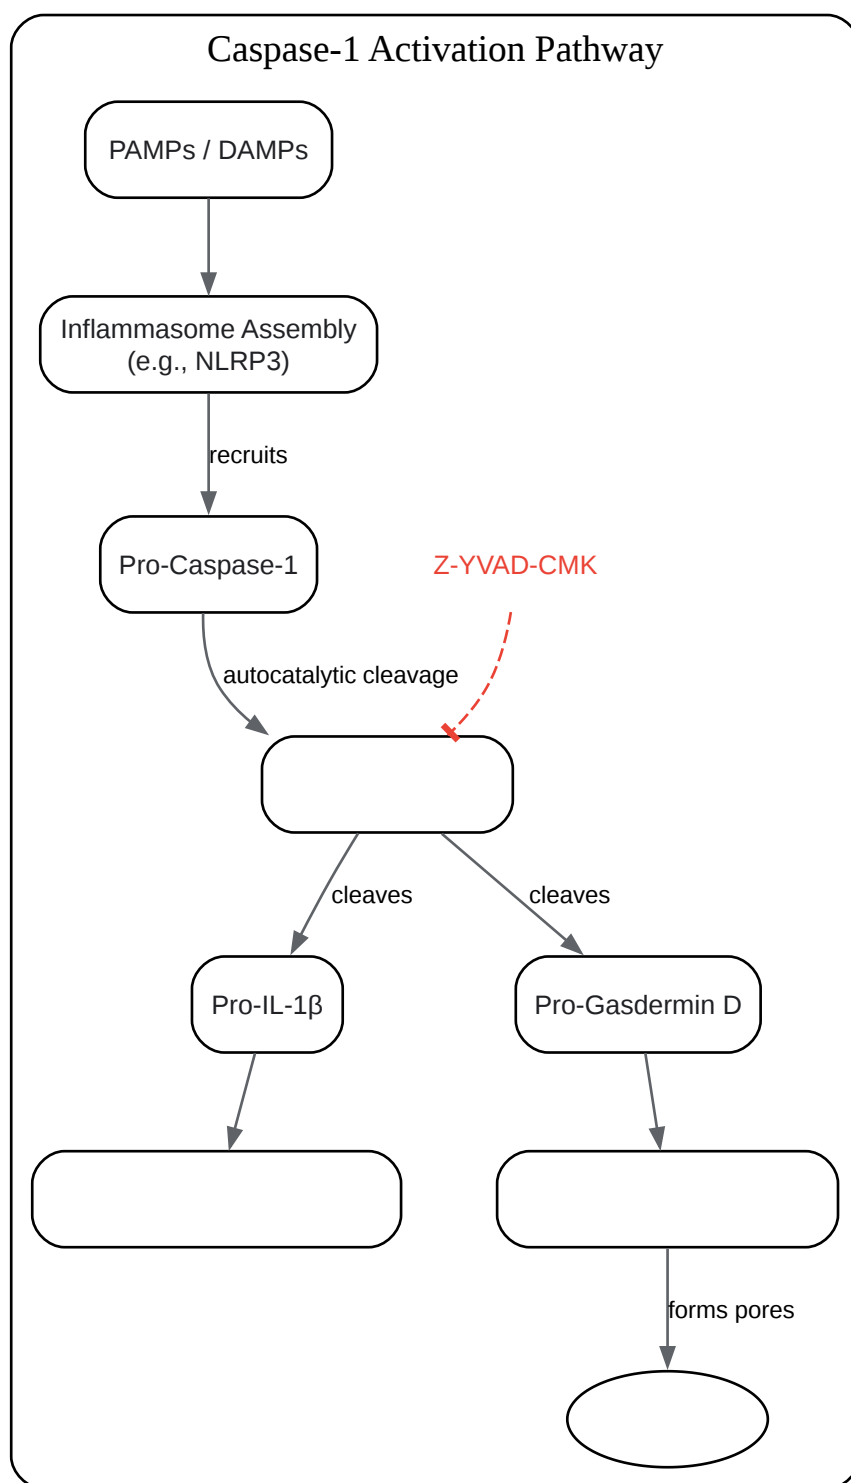 Caspase-1 Activation Pathway
PAMPs / DAMPs
Inflammasome Assembly
(e.g., NLRP3)
recruits
Pro-Caspase-1
Z-YVAD-CMK
autocatalytic cleavage
cleaves
cleaves
Pro-IL-1β
Pro-Gasdermin D
forms pores